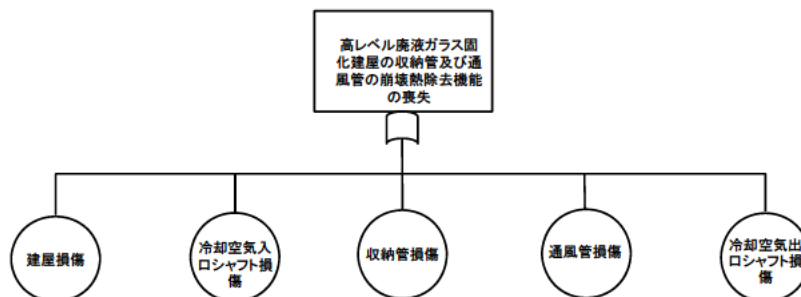 高レベル廃液ガラス固
化建屋の収納管及び通
風管の崩壊熱除去機能
の喪失
建屋損傷
冷却空気入
口シャフト損
傷
収納管損傷
通風管損傷
冷却空気出
口シャフト損
傷